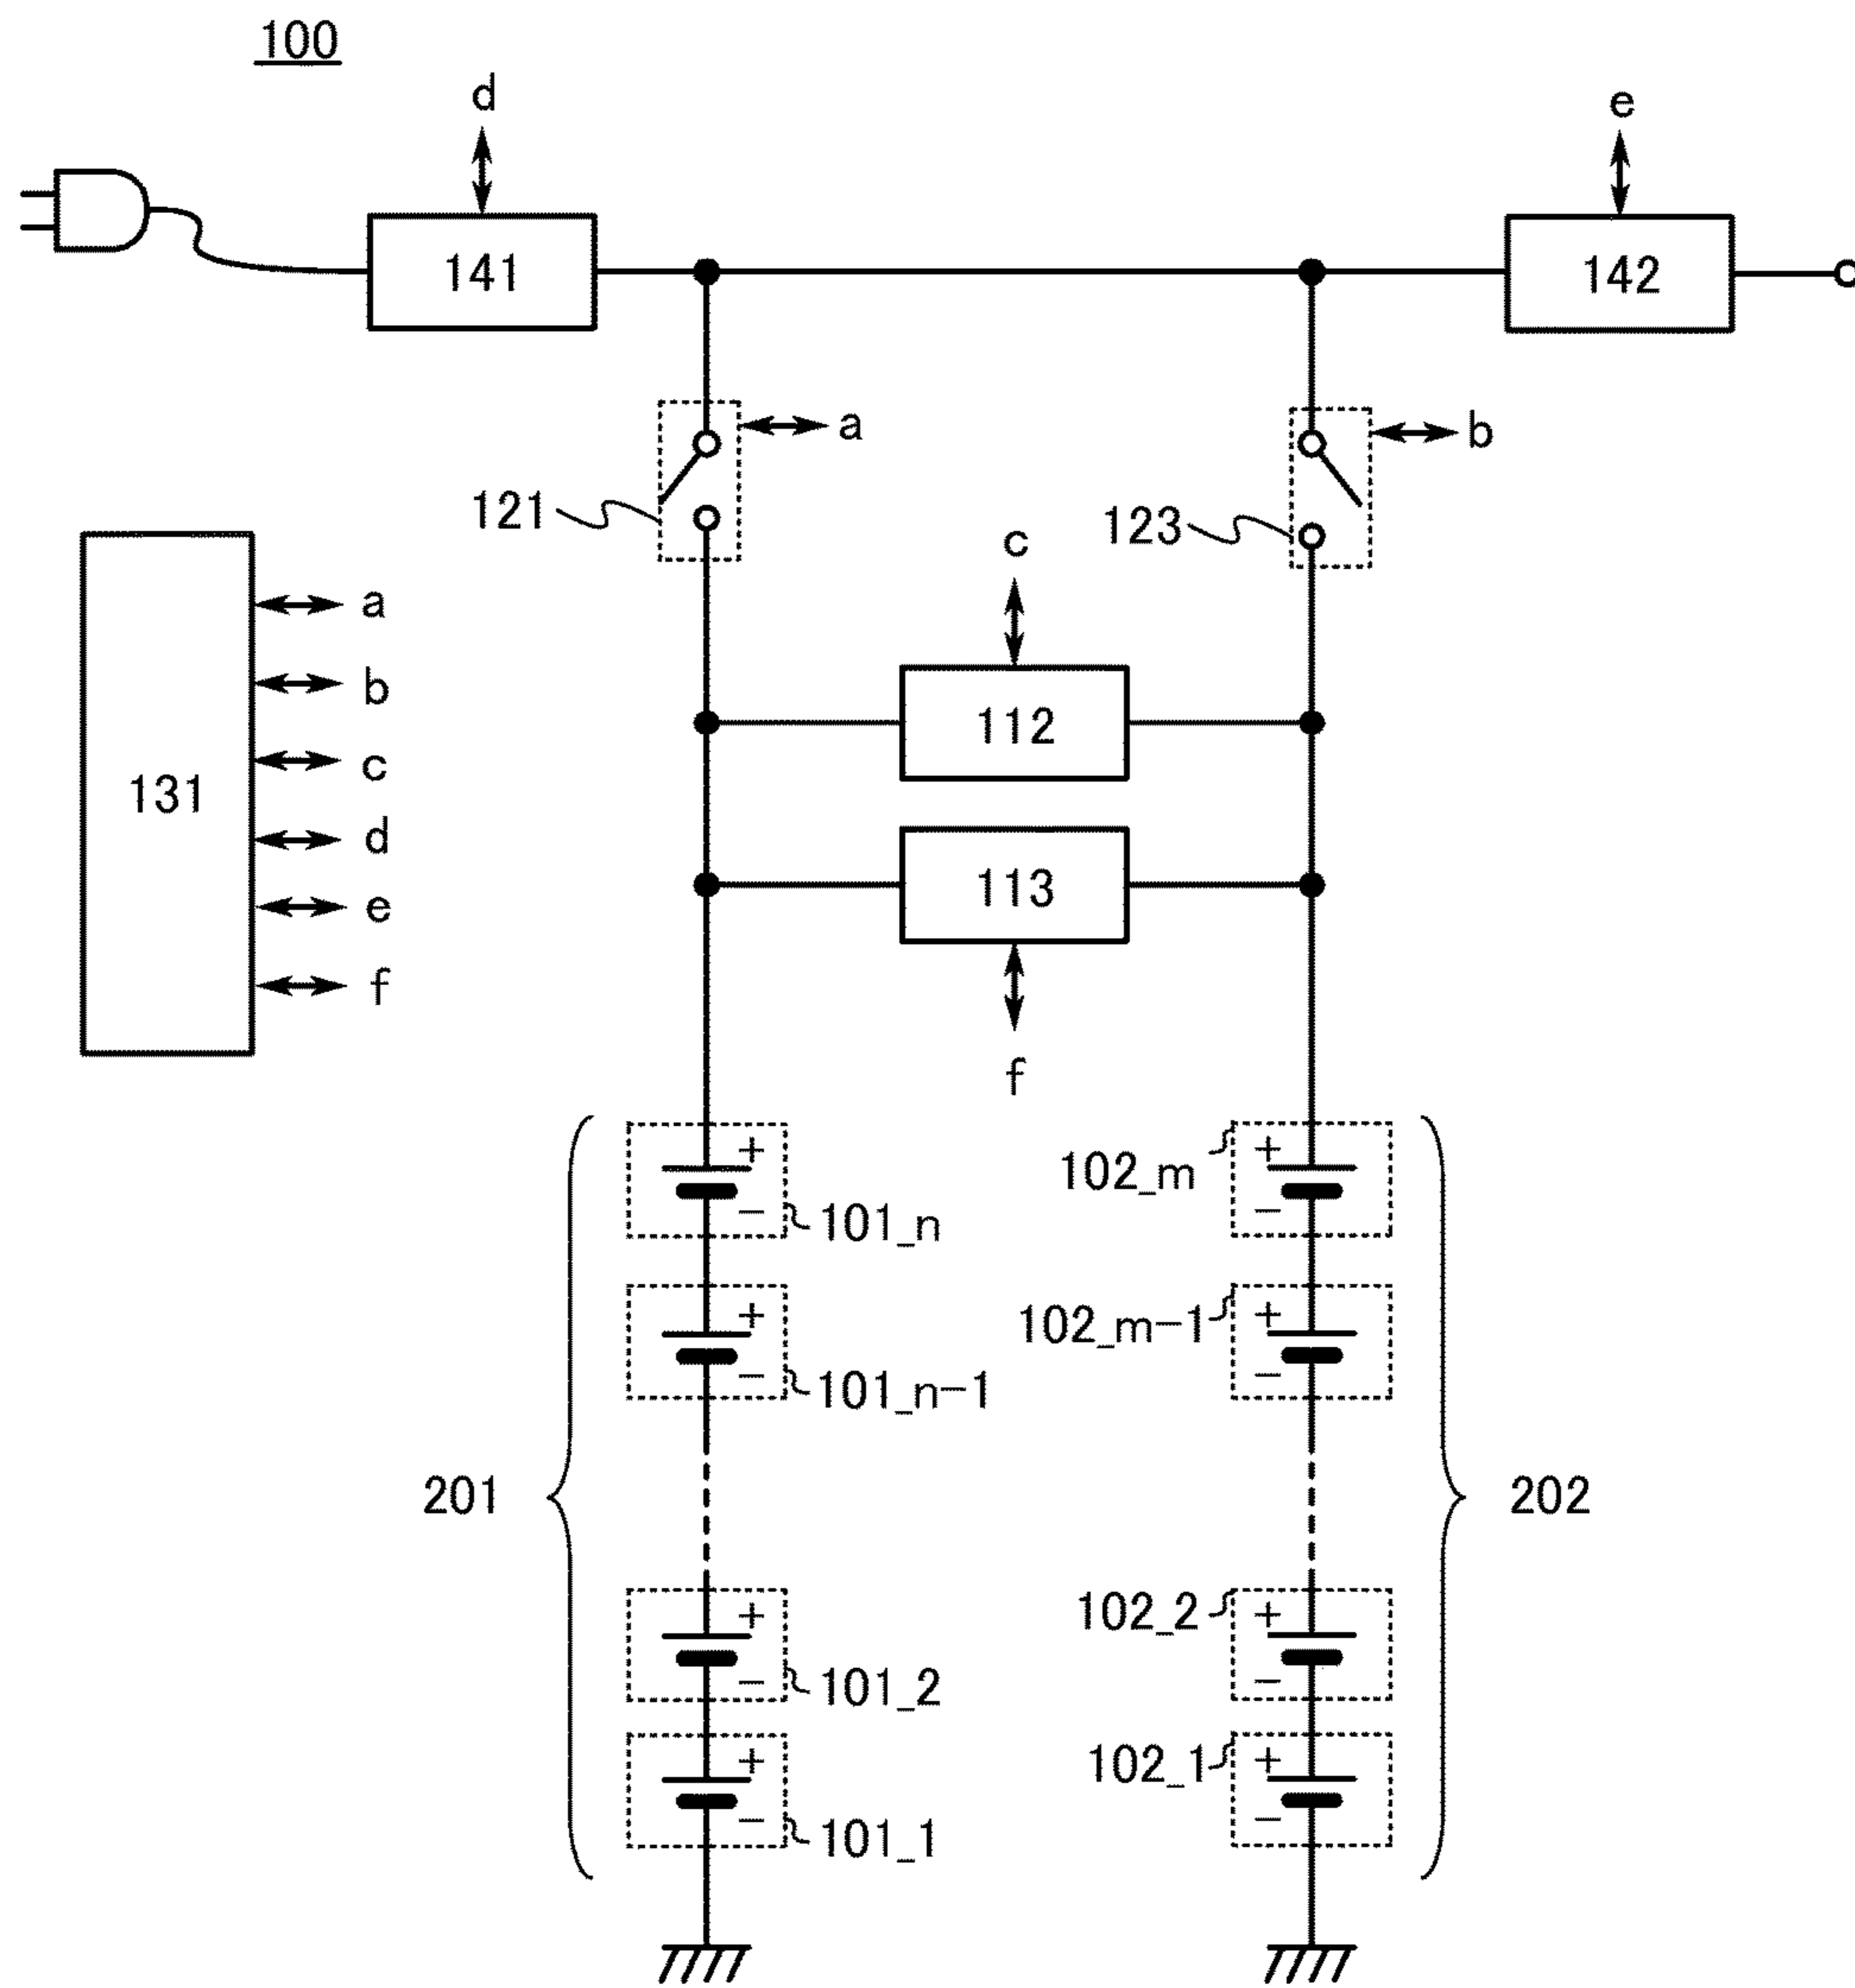 100
d
e
141
142
a
b
121
123
c
a
b
112
c
131
d
113
e
f
f
+
102_m
+
-
101_n
-
+
102_m-1
+
-
101_n-1
-
201
202
+
102_2
+
-
101_2
-
+
102_1
+
-
101_1
-